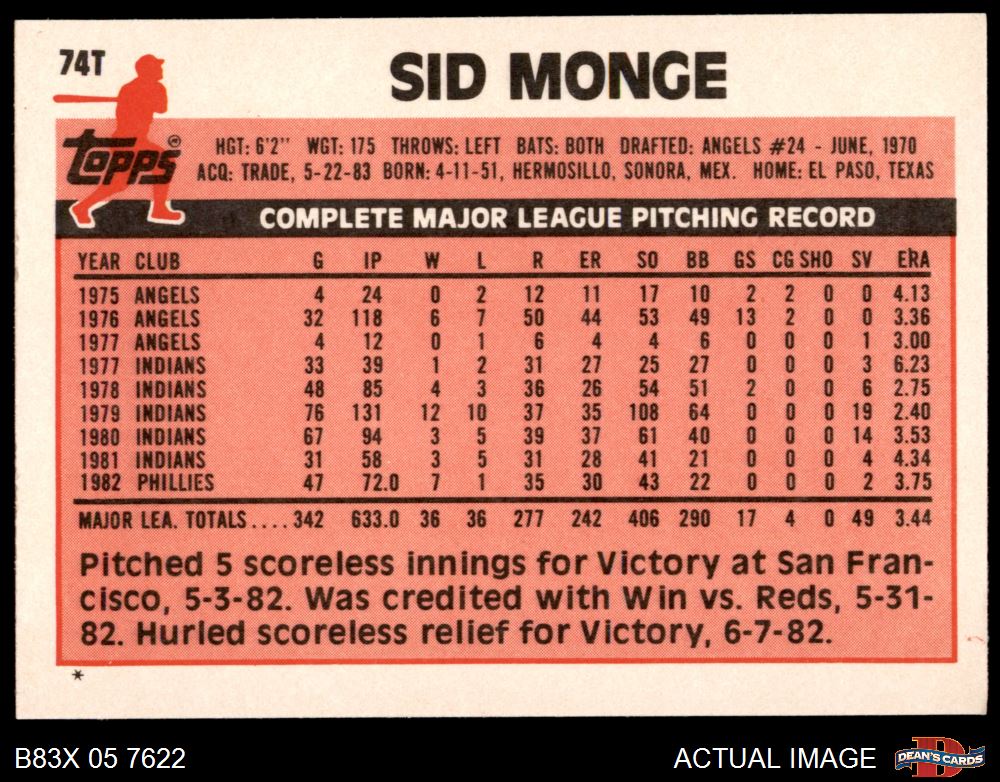 74T
SID MONGE
TOPPS®
HGT: 6'2" WGT: 175 THROWS: LEFT BATS: BOTH DRAFTED: ANGELS #24 - JUNE, 1970
ACQ: TRADE, 5-22-83 BORN: 4-11-51, HERMOSILLO, SONORA, MEX. HOME: EL PASO, TEXAS
COMPLETE MAJOR LEAGUE PITCHING RECORD
YEAR CLUB G IP W L R ER SO BB GS CG SHO SV ERA
1975 ANGELS 4 24 0 2 12 11 17 10 2 2 0 0 4.13
1976 ANGELS 32 118 6 7 50 44 53 49 13 2 0 0 3.36
1977 ANGELS 4 12 0 1 6 4 4 6 0 0 0 1 3.00
1977 INDIANS 33 39 1 2 31 27 25 27 0 0 0 3 6.23
1978 INDIANS 48 85 4 3 36 26 54 51 2 0 0 6 2.75
1979 INDIANS 76 131 12 10 37 35 108 64 0 0 0 19 2.40
1980 INDIANS 67 94 3 5 39 37 61 40 0 0 0 14 3.53
1981 INDIANS 31 58 3 5 31 28 41 21 0 0 0 4 4.34
1982 PHILLIES 47 72.0 7 1 35 30 43 22 0 0 0 2 3.75
MAJOR LEA. TOTALS.... 342 633.0 36 36 277 242 406 290 17 4 0 49 3.44
Pitched 5 scoreless innings for Victory at San Fran-
cisco, 5-3-82. Was credited with Win vs. Reds, 5-31-
82. Hurled scoreless relief for Victory, 6-7-82.
*
B83X 05 7622 ACTUAL IMAGE D DEAN'S CARDS